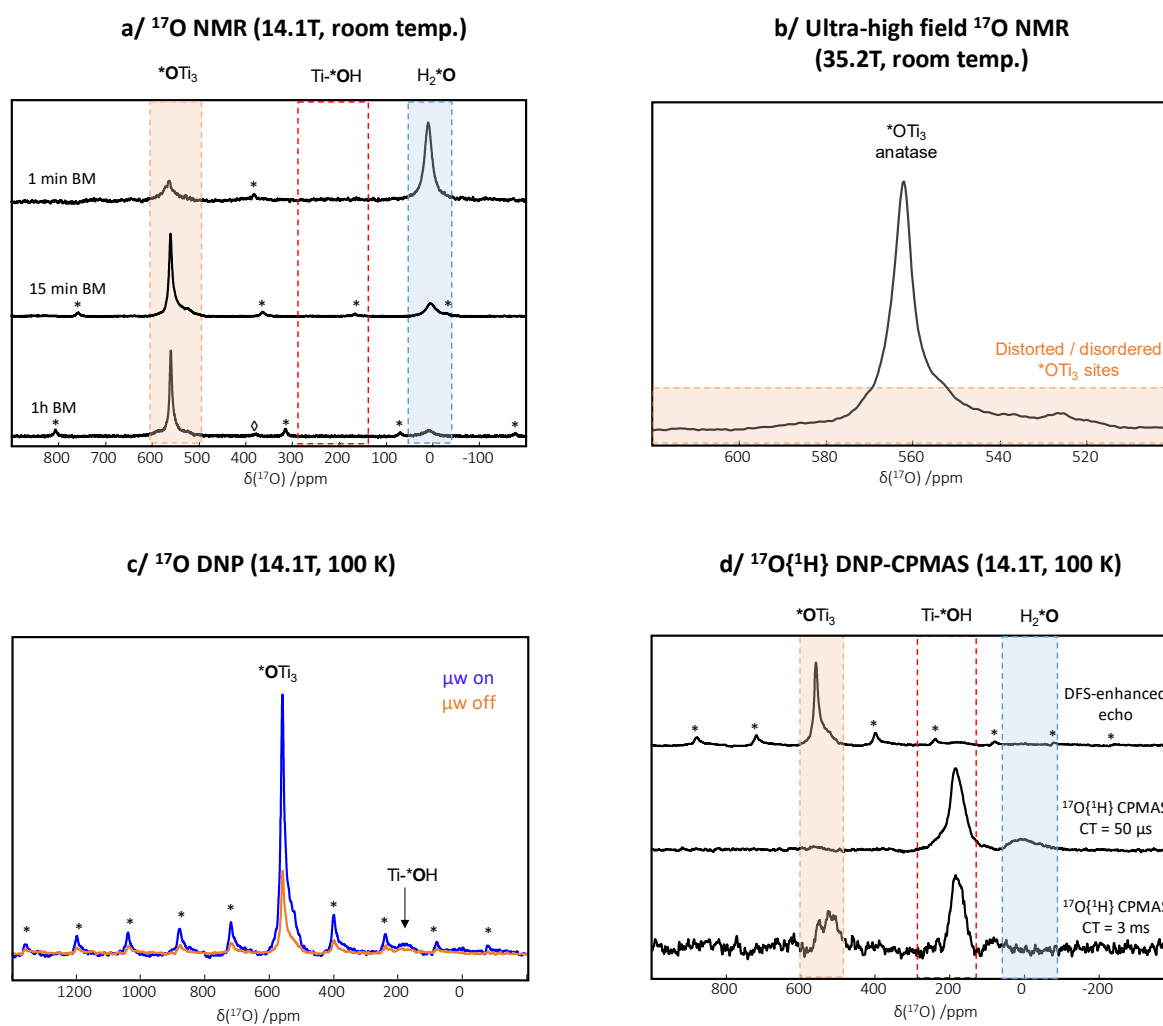 a/ ¹⁷O NMR (14.1T, room temp.)
*OTi₃ Ti-*OH H₂*O
1 min BM
*
15 min BM
* * * *
1h BM
* ◊ * * *
800 700 600 500 400 300 200 100 0 -100
δ(¹⁷O) /ppm
b/ Ultra-high field ¹⁷O NMR
(35.2T, room temp.)
*OTi₃
anatase
Distorted / disordered
*OTi₃ sites
600 580 560 540 520
δ(¹⁷O) /ppm
c/ ¹⁷O DNP (14.1T, 100 K)
*OTi₃
μw on
μw off
Ti-*OH
* * * * * * * * *
1200 1000 800 600 400 200 0
δ(¹⁷O) /ppm
d/ ¹⁷O{¹H} DNP-CPMAS (14.1T, 100 K)
*OTi₃ Ti-*OH H₂*O
DFS-enhanced
echo
* * * * * * *
¹⁷O{¹H} CPMAS
CT = 50 μs
¹⁷O{¹H} CPMAS
CT = 3 ms
800 600 400 200 0 -200
δ(¹⁷O) /ppm